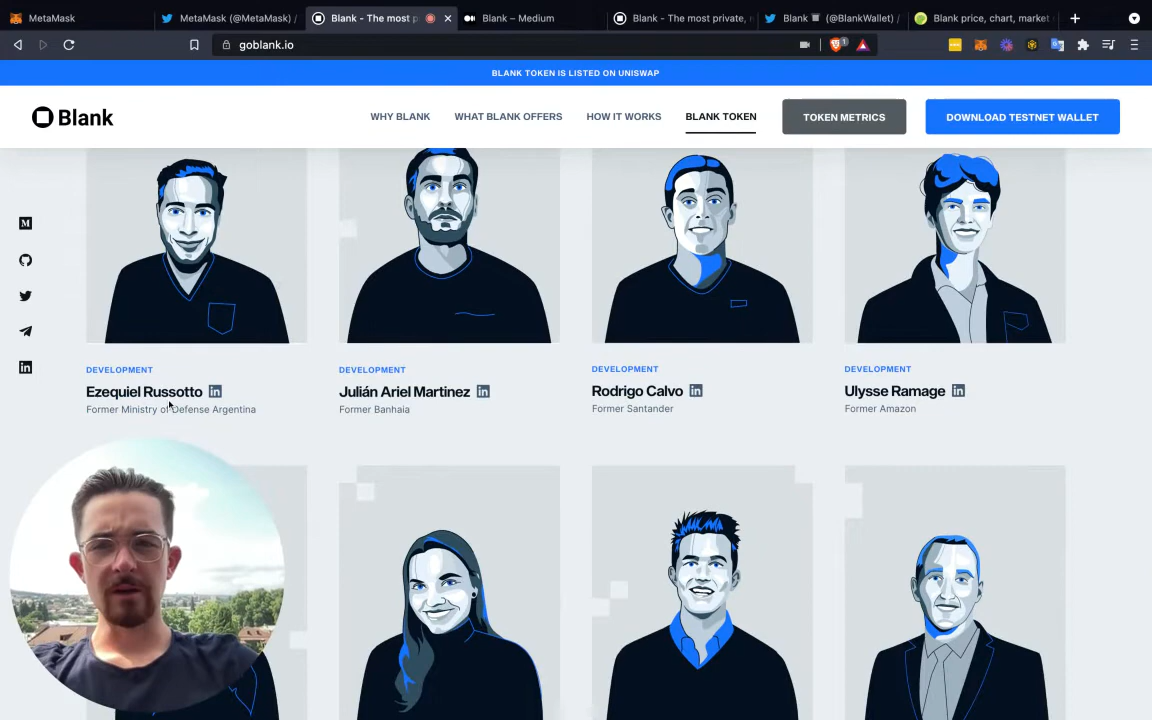 MetaMask
MetaMask (@MetaMask) /
Blank - The most p
Blank – Medium
Blank - The most private, r
Blank 🗑 (@BlankWallet) /
Blank price, chart, market
goblank.io
1
BLANK TOKEN IS LISTED ON UNISWAP
Blank
WHY BLANK
WHAT BLANK OFFERS
HOW IT WORKS
BLANK TOKEN
TOKEN METRICS
DOWNLOAD TESTNET WALLET
DEVELOPMENT
Ezequiel Russotto
Former Ministry of Defense Argentina
DEVELOPMENT
Julián Ariel Martinez
Former Banhaia
DEVELOPMENT
Rodrigo Calvo
Former Santander
DEVELOPMENT
Ulysse Ramage
Former Amazon